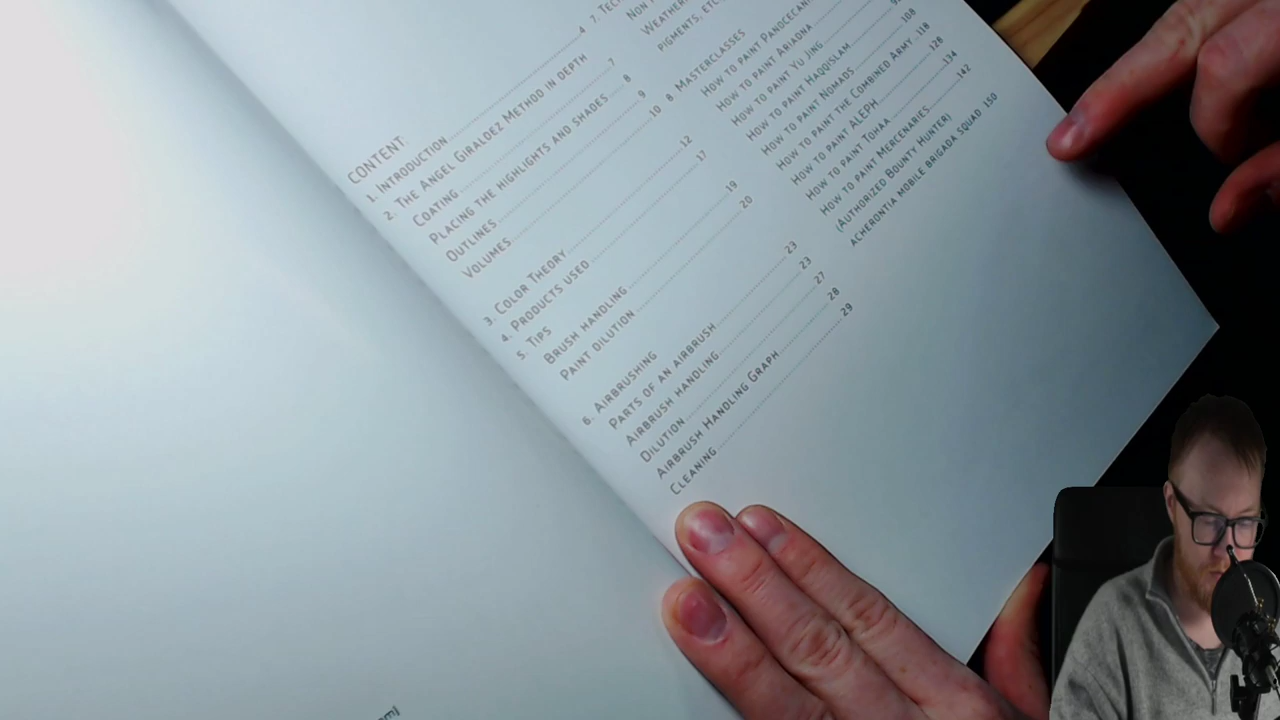 CONTENT:
1. INTRODUCTION 4
2. THE ANGEL GIRALDEZ METHOD IN DEPTH
COATING 7
PLACING THE HIGHLIGHTS AND SHADES 8
OUTLINES 9
VOLUMES 10
3. COLOR THEORY 12
4. PRODUCTS USED 17
5. TIPS
BRUSH HANDLING 19
PAINT DILUTION 20
6. AIRBRUSHING
PARTS OF AN AIRBRUSH 23
AIRBRUSH HANDLING 23
DILUTION 27
AIRBRUSH HANDLING GRAPH 28
CLEANING 29
7.
WEATHERING
PIGMENTS,
8 MASTERCLASSES
HOW TO PAINT
HOW TO PAINT ARIADNA
HOW TO PAINT YU JING
HOW TO PAINT HAQQISLAM
HOW TO PAINT NOMADS 108
HOW TO PAINT THE COMBINED ARMY 118
HOW TO PAINT ALEPH 128
HOW TO PAINT TOHAA 134
HOW TO PAINT MERCENARIES 142
(AUTHORIZED BOUNTY HUNTER)
ACHERONTIA MOBILE BRIGADA SQUAD 150